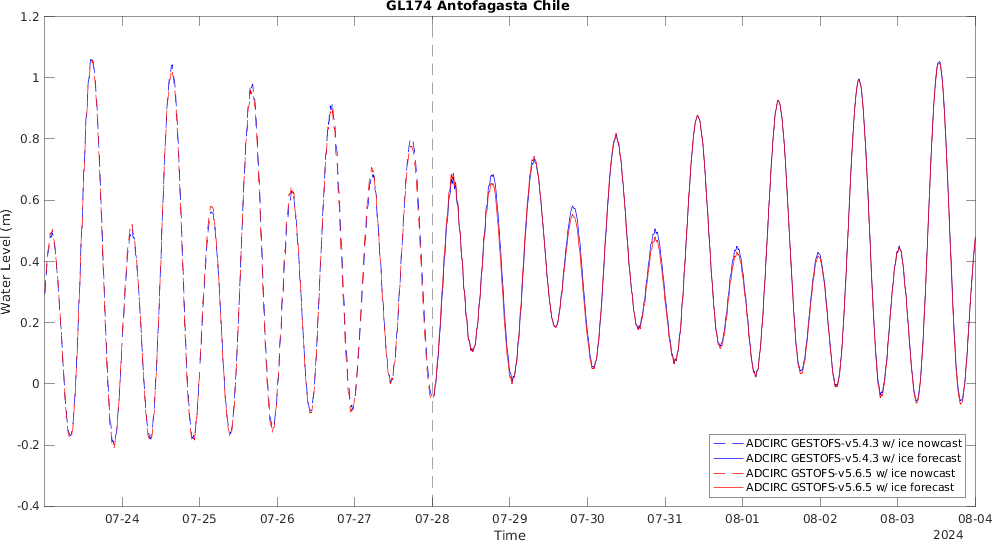 GL174 Antofagasta Chile
1.2
1
0.8
0.6
0.4
0.2
0
-0.2
-0.4
Water Level (m)
ADCIRC GESTOFS-v5.4.3 w/ ice nowcast
ADCIRC GESTOFS-v5.4.3 w/ ice forecast
ADCIRC GSTOFS-v5.6.5 w/ ice nowcast
ADCIRC GSTOFS-v5.6.5 w/ ice forecast
07-24 07-25 07-26 07-27 07-28 07-29 07-30 07-31 08-01 08-02 08-03 08-04
Time
2024